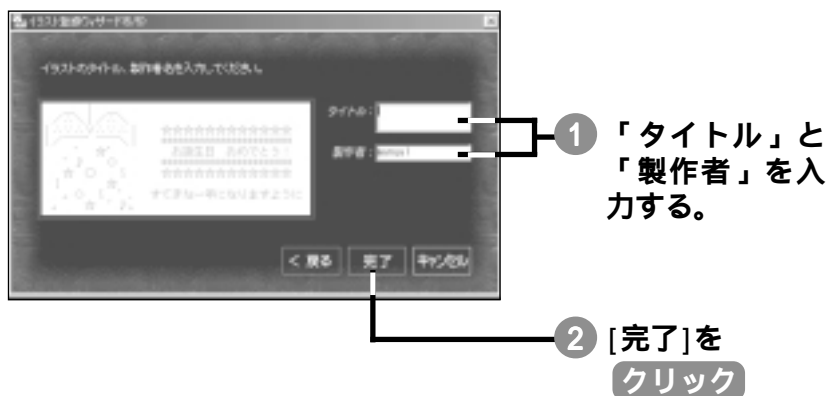 イラスト登録ウィザード(5/5)
イラストのタイトル、製作者名を入力してください。
タイトル:
製作者:
☆☆☆☆☆☆☆☆☆☆☆☆
お誕生日 おめでとう!
☆☆☆☆☆☆☆☆☆☆☆☆
すてきな一年になりますように
< 戻る
完了
キャンセル
1 「タイトル」と
「製作者」を入
力する。
2 [完了]を
クリック